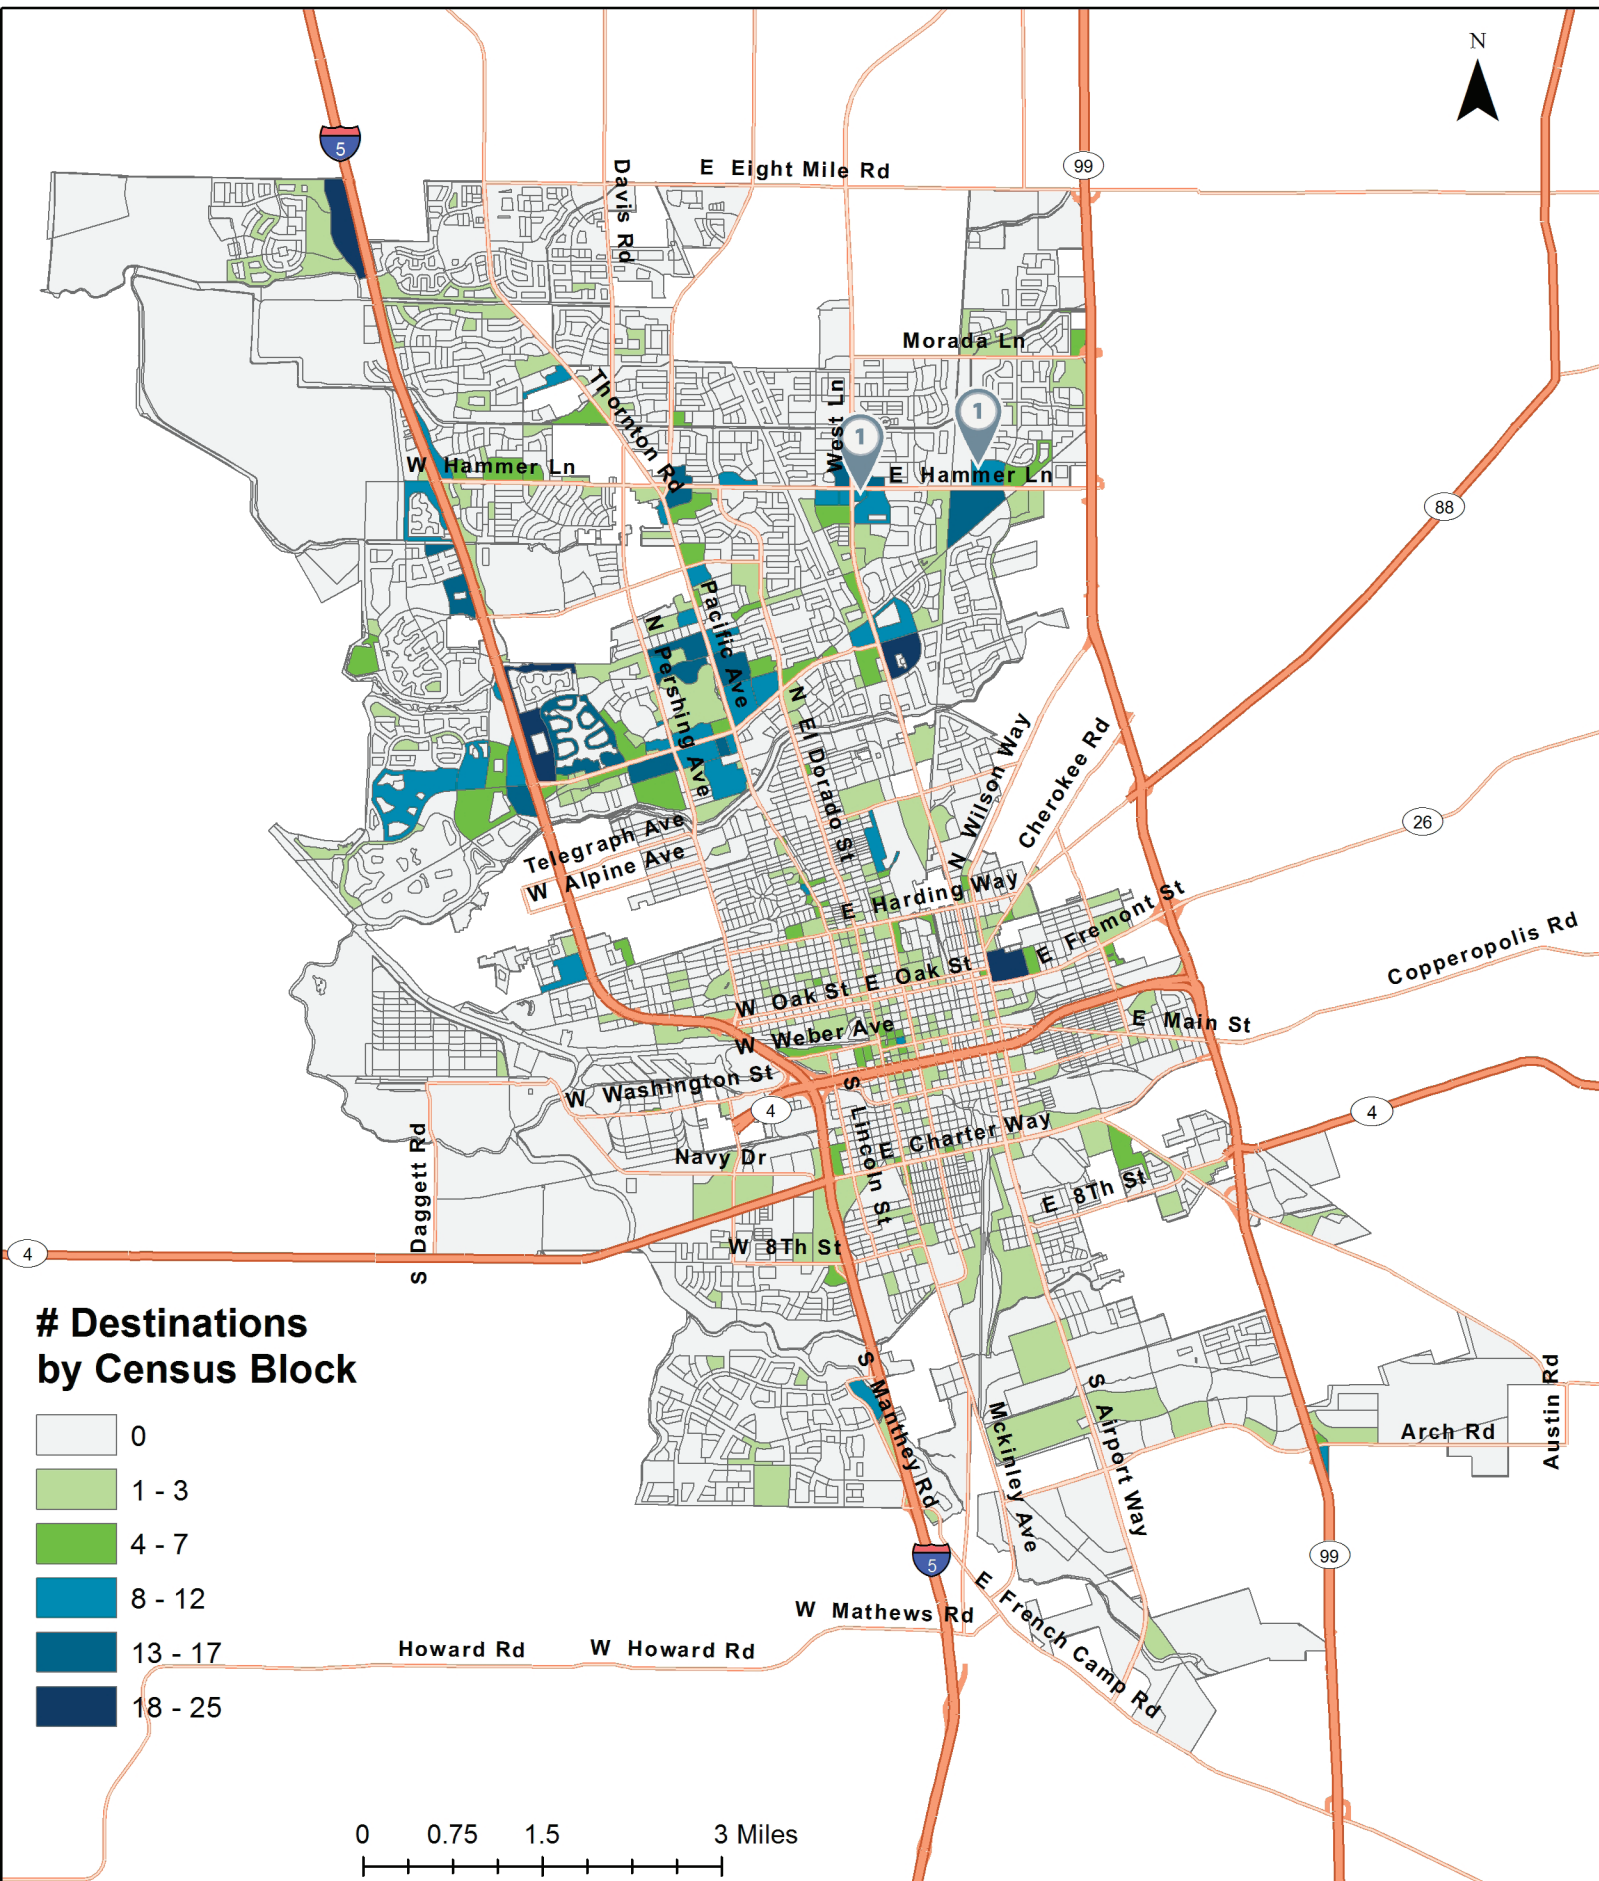 N
5
99
E Eight Mile Rd
Davis Rd
Morada Ln
Thornton Rd
West Ln
1
1
W Hammer Ln
E Hammer Ln
88
Pacific Ave
N Pershing Ave
N El Dorado St
N Wilson Way
Cherokee Rd
26
Telegraph Ave
W Alpine Ave
E Harding Way
E Fremont St
Copperopolis Rd
W Oak St
E Oak St
W Weber Ave
E Main St
W Washington St
4
4
S Lincoln St
E Charter Way
Navy Dr
S Daggett Rd
E 8Th St
W 8Th St
4
# Destinations
by Census Block
0
1 - 3
4 - 7
8 - 12
13 - 17
18 - 25
S Manthey Rd
Mckinley Ave
S Airport Way
Arch Rd
Austin Rd
5
99
E French Camp Rd
W Mathews Rd
Howard Rd
W Howard Rd
0 0.75 1.5 3 Miles